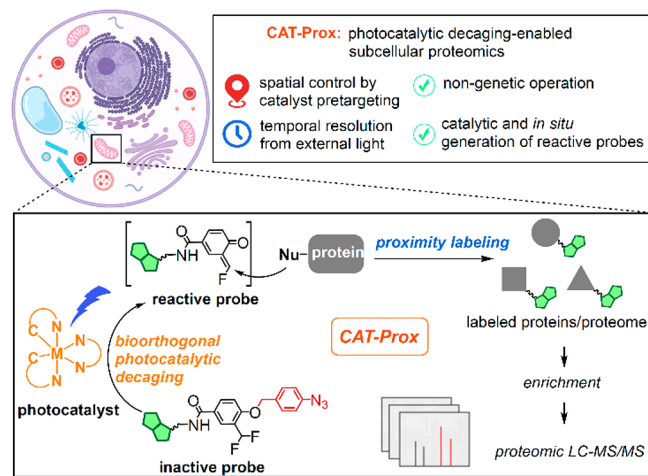 CAT-Prox: photocatalytic decaging-enabled
subcellular proteomics
spatial control by
catalyst pretargeting
non-genetic operation
temporal resolution
from external light
catalytic and in situ
generation of reactive probes
O
NH
O
F
reactive probe
Nu
protein
proximity labeling
labeled proteins/proteome
N
C
N
C
M
N
C
N
photocatalyst
bioorthogonal
photocatalytic
decaging
CAT-Prox
enrichment
O
NH
O
N3
F
F
inactive probe
proteomic LC-MS/MS